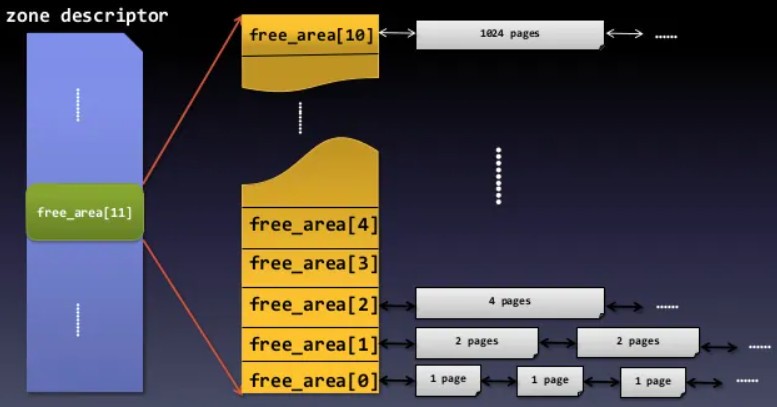 zone descriptor
free_area[11]
free_area[10]
1024 pages
......
free_area[4]
free_area[3]
free_area[2]
4 pages
......
free_area[1]
2 pages
2 pages
......
free_area[0]
1 page
1 page
1 page
......